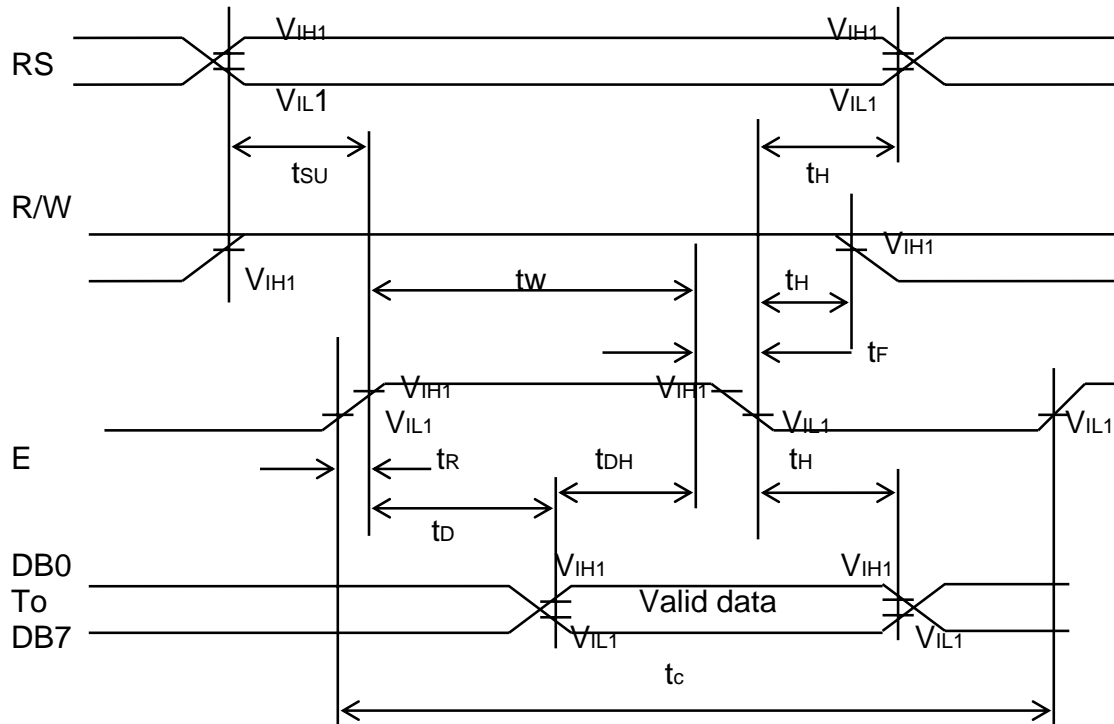 VIH1 VIH1
RS
VIL1 VIL1
tSU tH
R/W
VIH1
VIH1 tW tH
tF
VIH1 VIH1
VIL1 VIL1 VIL1
E tR tDH tH
tD
DB0 VIH1 VIH1
To Valid data
DB7 VIL1 VIL1
tc